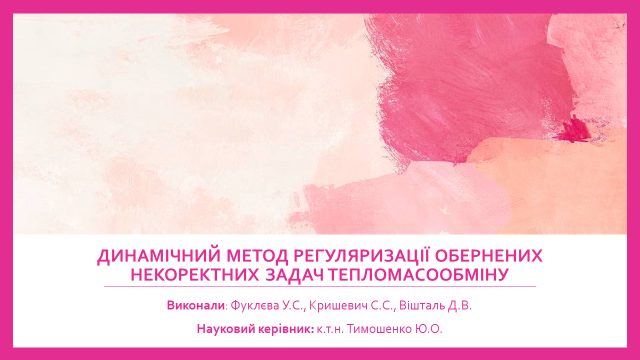 ДИНАМІЧНИЙ МЕТОД РЕГУЛЯРИЗАЦІЇ ОБЕРНЕНИХ
НЕКОРЕКТНИХ ЗАДАЧ ТЕПЛОМАСООБМІНУ
Виконали: Фуклєва У.С., Кришевич С.С., Вішталь Д.В.
Науковий керівник: к.т.н. Тимошенко Ю.О.